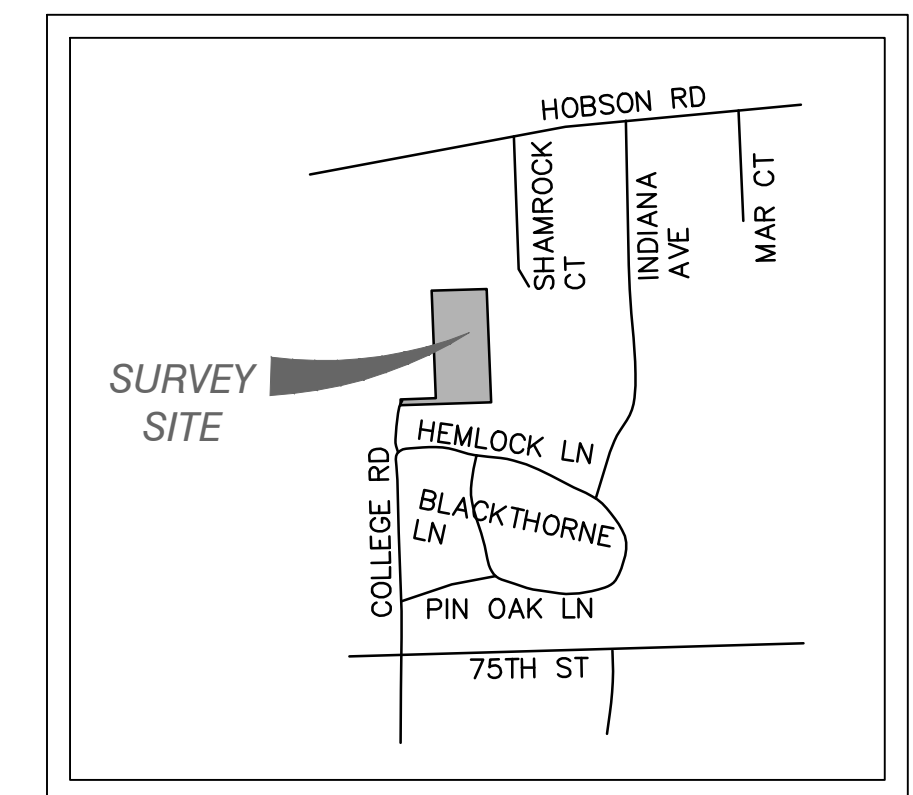 HOBSON RD
SHAMROCK
CT
INDIANA
AVE
MAR CT
SURVEY
SITE
HEMLOCK LN
COLLEGE RD
BLACKTHORNE
LN
PIN OAK LN
75TH ST